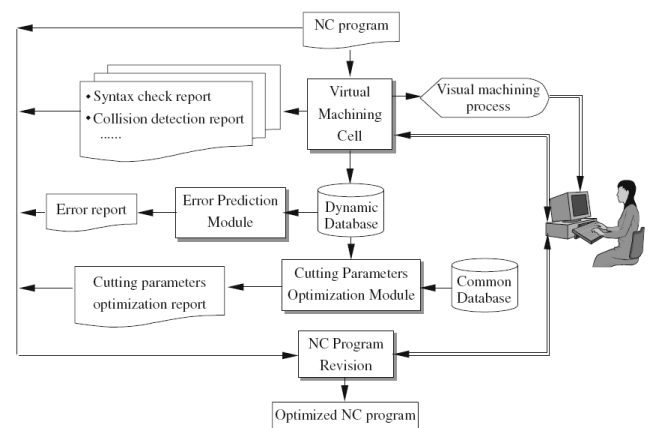 NC program
• Syntax check report
• Collision detection report
......
Virtual
Machining
Cell
Visual machining
process
Error report
Error Prediction
Module
Dynamic
Database
Cutting parameters
optimization report
Cutting Parameters
Optimization Module
Common
Database
NC Program
Revision
Optimized NC program